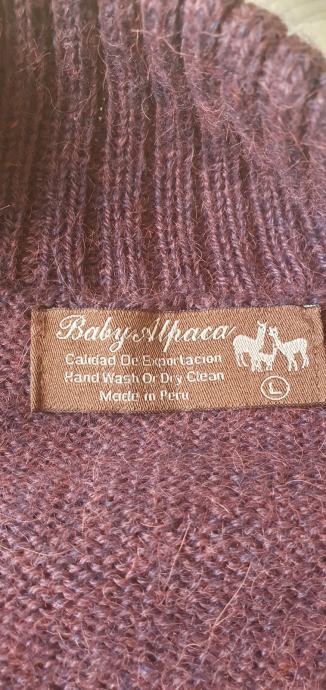 Baby Alpaca
Calidad De Exportacion
Hand Wash Or Dry Clean
Made in Peru
L